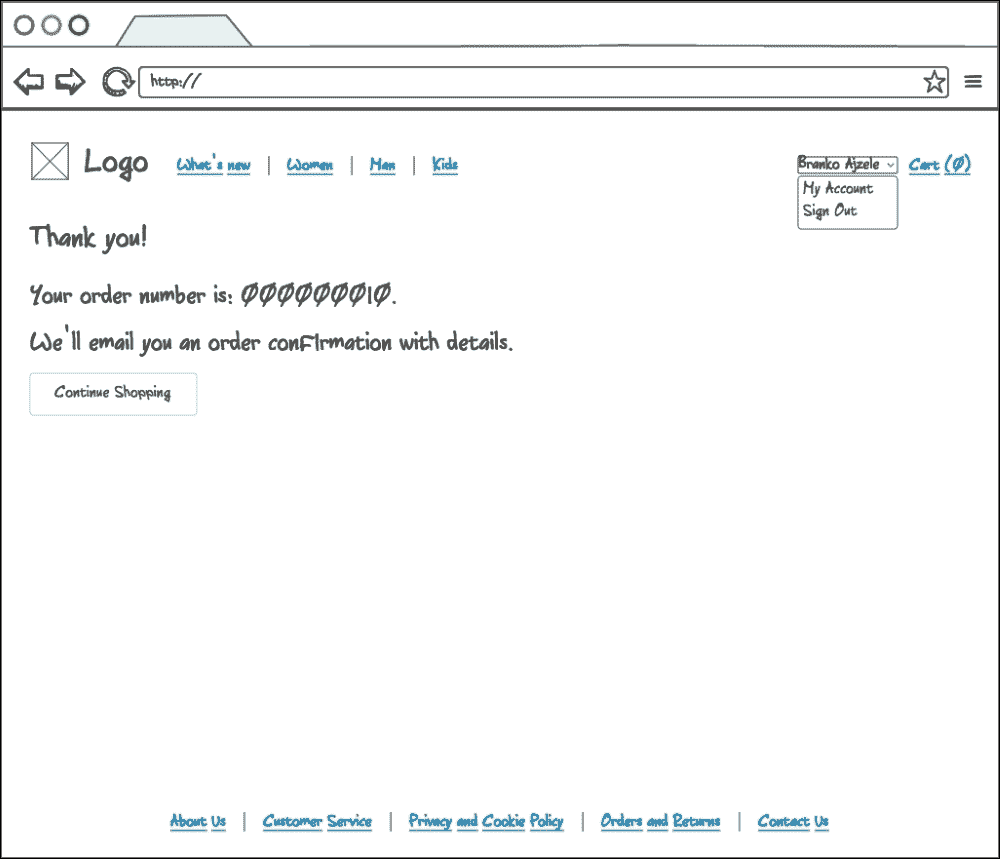 http://
Logo What's new | Women | Man | Kids
Branko Ajzele Cart (0)
My Account
Sign Out
Thank you!
Your order number is: 000000010.
We'll email you an order confirmation with details.
Continue Shopping
About Us | Customer Service | Privacy and Cookie Policy | Orders and Returns | Contact Us